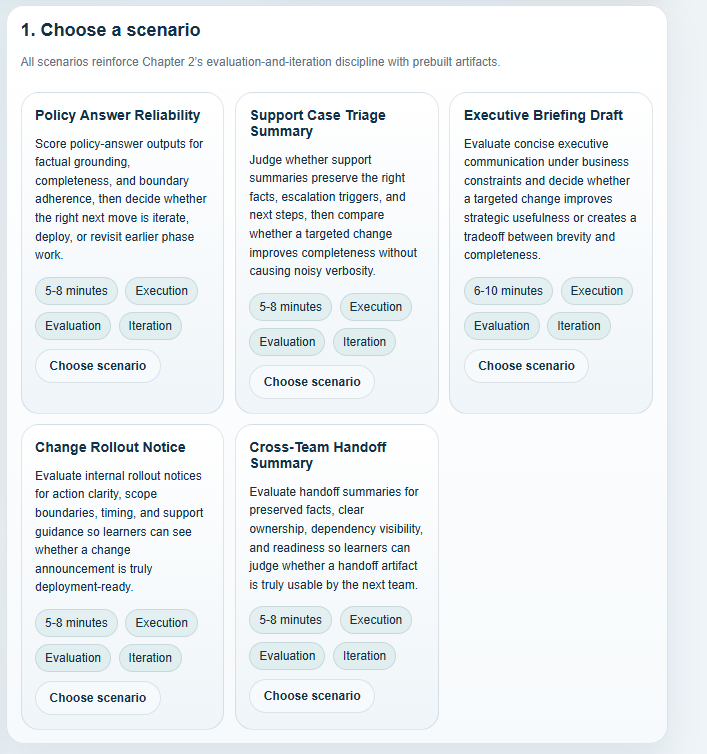 1. Choose a scenario
All scenarios reinforce Chapter 2's evaluation-and-iteration discipline with prebuilt artifacts.
Policy Answer Reliability
Score policy-answer outputs for
factual grounding,
completeness, and boundary
adherence, then decide whether
the right next move is iterate,
deploy, or revisit earlier phase
work.
5-8 minutes
Execution
Evaluation
Iteration
Choose scenario
Support Case Triage
Summary
Judge whether support
summaries preserve the right
facts, escalation triggers, and
next steps, then compare
whether a targeted change
improves completeness without
causing noisy verbosity.
5-8 minutes
Execution
Evaluation
Iteration
Choose scenario
Executive Briefing Draft
Evaluate concise executive
communication under business
constraints and decide whether
a targeted change improves
strategic usefulness or creates a
tradeoff between brevity and
completeness.
6-10 minutes
Execution
Evaluation
Iteration
Choose scenario
Change Rollout Notice
Evaluate internal rollout notices
for action clarity, scope
boundaries, timing, and support
guidance so learners can see
whether a change
announcement is truly
deployment-ready.
5-8 minutes
Execution
Evaluation
Iteration
Choose scenario
Cross-Team Handoff
Summary
Evaluate handoff summaries for
preserved facts, clear
ownership, dependency visibility,
and readiness so learners can
judge whether a handoff artifact
is truly usable by the next team.
5-8 minutes
Execution
Evaluation
Iteration
Choose scenario